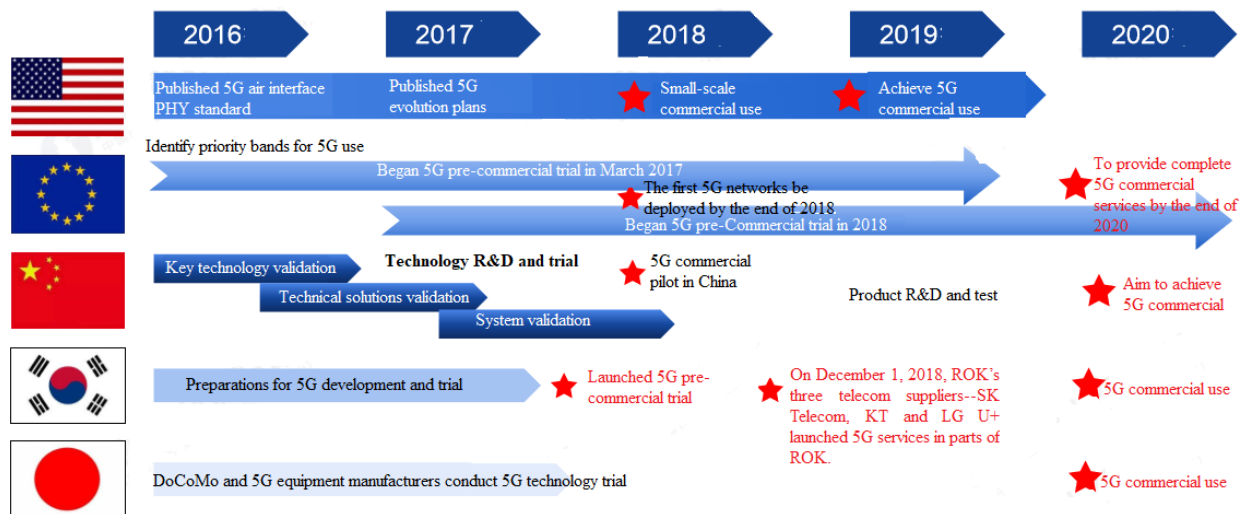 2016
2017
2018
2019
2020
Published 5G air interface
PHY standard
Published 5G
evolution plans
Small-scale
commercial use
Achieve 5G
commercial use
Identify priority bands for 5G use
Began 5G pre-commercial trial in March 2017
The first 5G networks be
deployed by the end of 2018.
Began 5G pre-Commercial trial in 2018
To provide complete
5G commercial
services by the end of
2020
Key technology validation
Technical solutions validation
System validation
Technology R&D and trial
5G commercial
pilot in China
Product R&D and test
Aim to achieve
5G commercial
Preparations for 5G development and trial
Launched 5G pre-
commercial trial
On December 1, 2018, ROK's
three telecom suppliers--SK
Telecom, KT and LG U+
launched 5G services in parts of
ROK.
5G commercial use
DoCoMo and 5G equipment manufacturers conduct 5G technology trial
5G commercial use